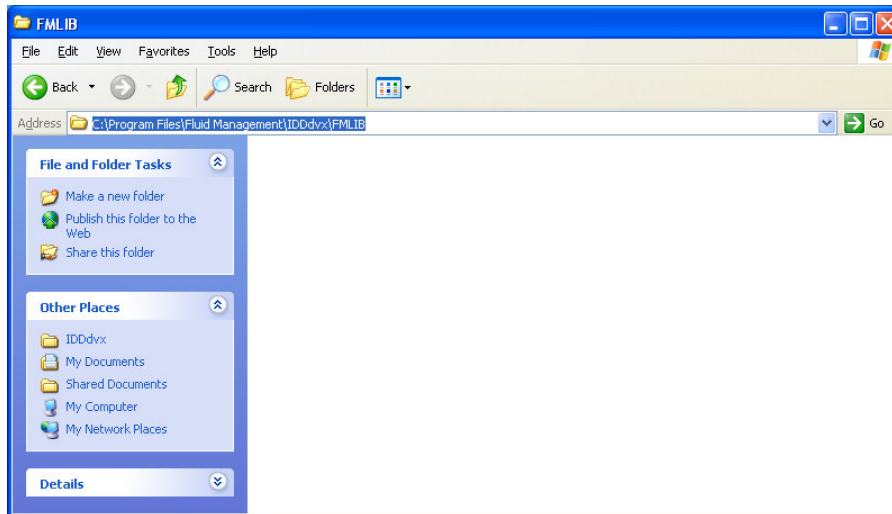 FMLIB
File Edit View Favorites Tools Help
Back Search Folders
Address C:\Program Files\Fluid Management\IDDdvx\FMLIB Go
File and Folder Tasks
Make a new folder
Publish this folder to the
Web
Share this folder
Other Places
IDDdvx
My Documents
Shared Documents
My Computer
My Network Places
Details